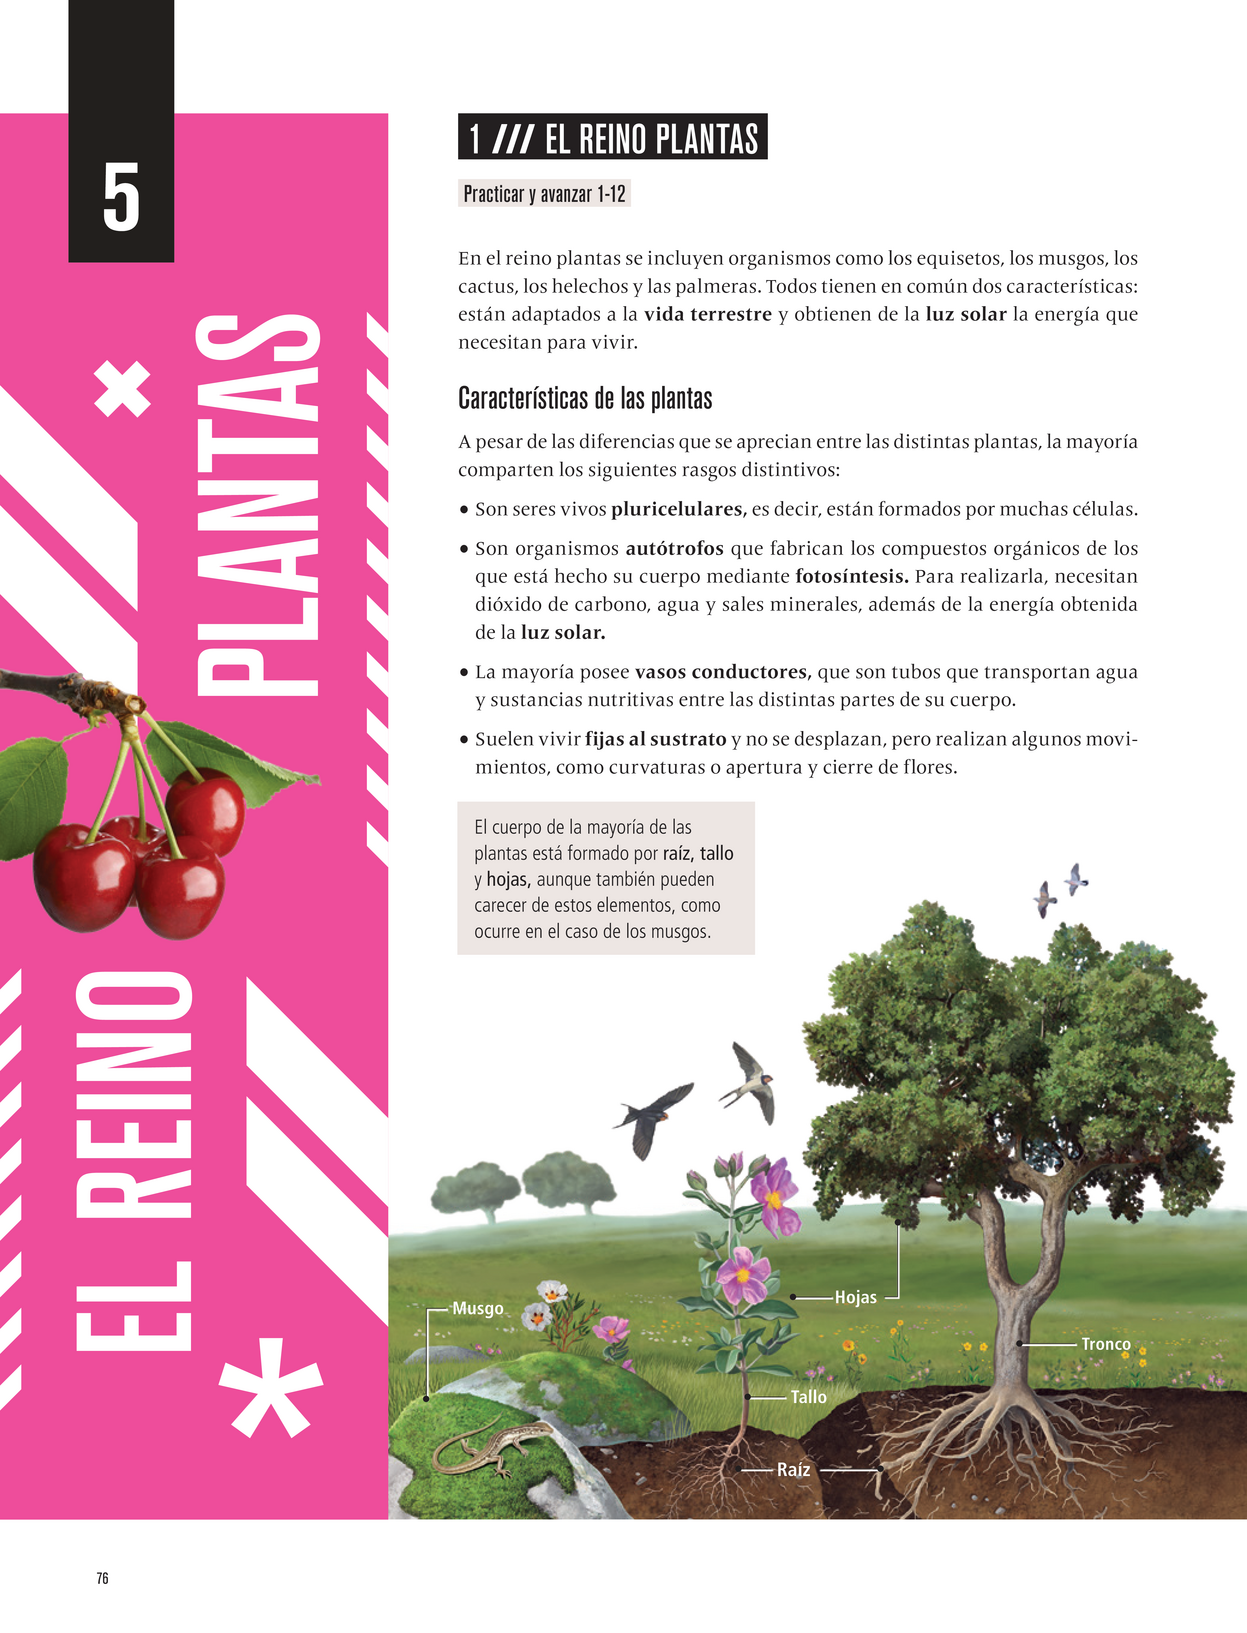 5
EL REINO PLANTAS
1 /// EL REINO PLANTAS
Practicar y avanzar 1-12
En el reino plantas se incluyen organismos como los equisetos, los musgos, los
cactus, los helechos y las palmeras. Todos tienen en común dos características:
están adaptados a la vida terrestre y obtienen de la luz solar la energía que
necesitan para vivir.
Características de las plantas
A pesar de las diferencias que se aprecian entre las distintas plantas, la mayoría
comparten los siguientes rasgos distintivos:
• Son seres vivos pluricelulares, es decir, están formados por muchas células.
• Son organismos autótrofos que fabrican los compuestos orgánicos de los
que está hecho su cuerpo mediante fotosíntesis. Para realizarla, necesitan
dióxido de carbono, agua y sales minerales, además de la energía obtenida
de la luz solar.
• La mayoría posee vasos conductores, que son tubos que transportan agua
y sustancias nutritivas entre las distintas partes de su cuerpo.
• Suelen vivir fijas al sustrato y no se desplazan, pero realizan algunos movi-
mientos, como curvaturas o apertura y cierre de flores.
El cuerpo de la mayoría de las
plantas está formado por raíz, tallo
y hojas, aunque también pueden
carecer de estos elementos, como
ocurre en el caso de los musgos.
Hojas
Musgo
Tronco
Tallo
Raíz
76